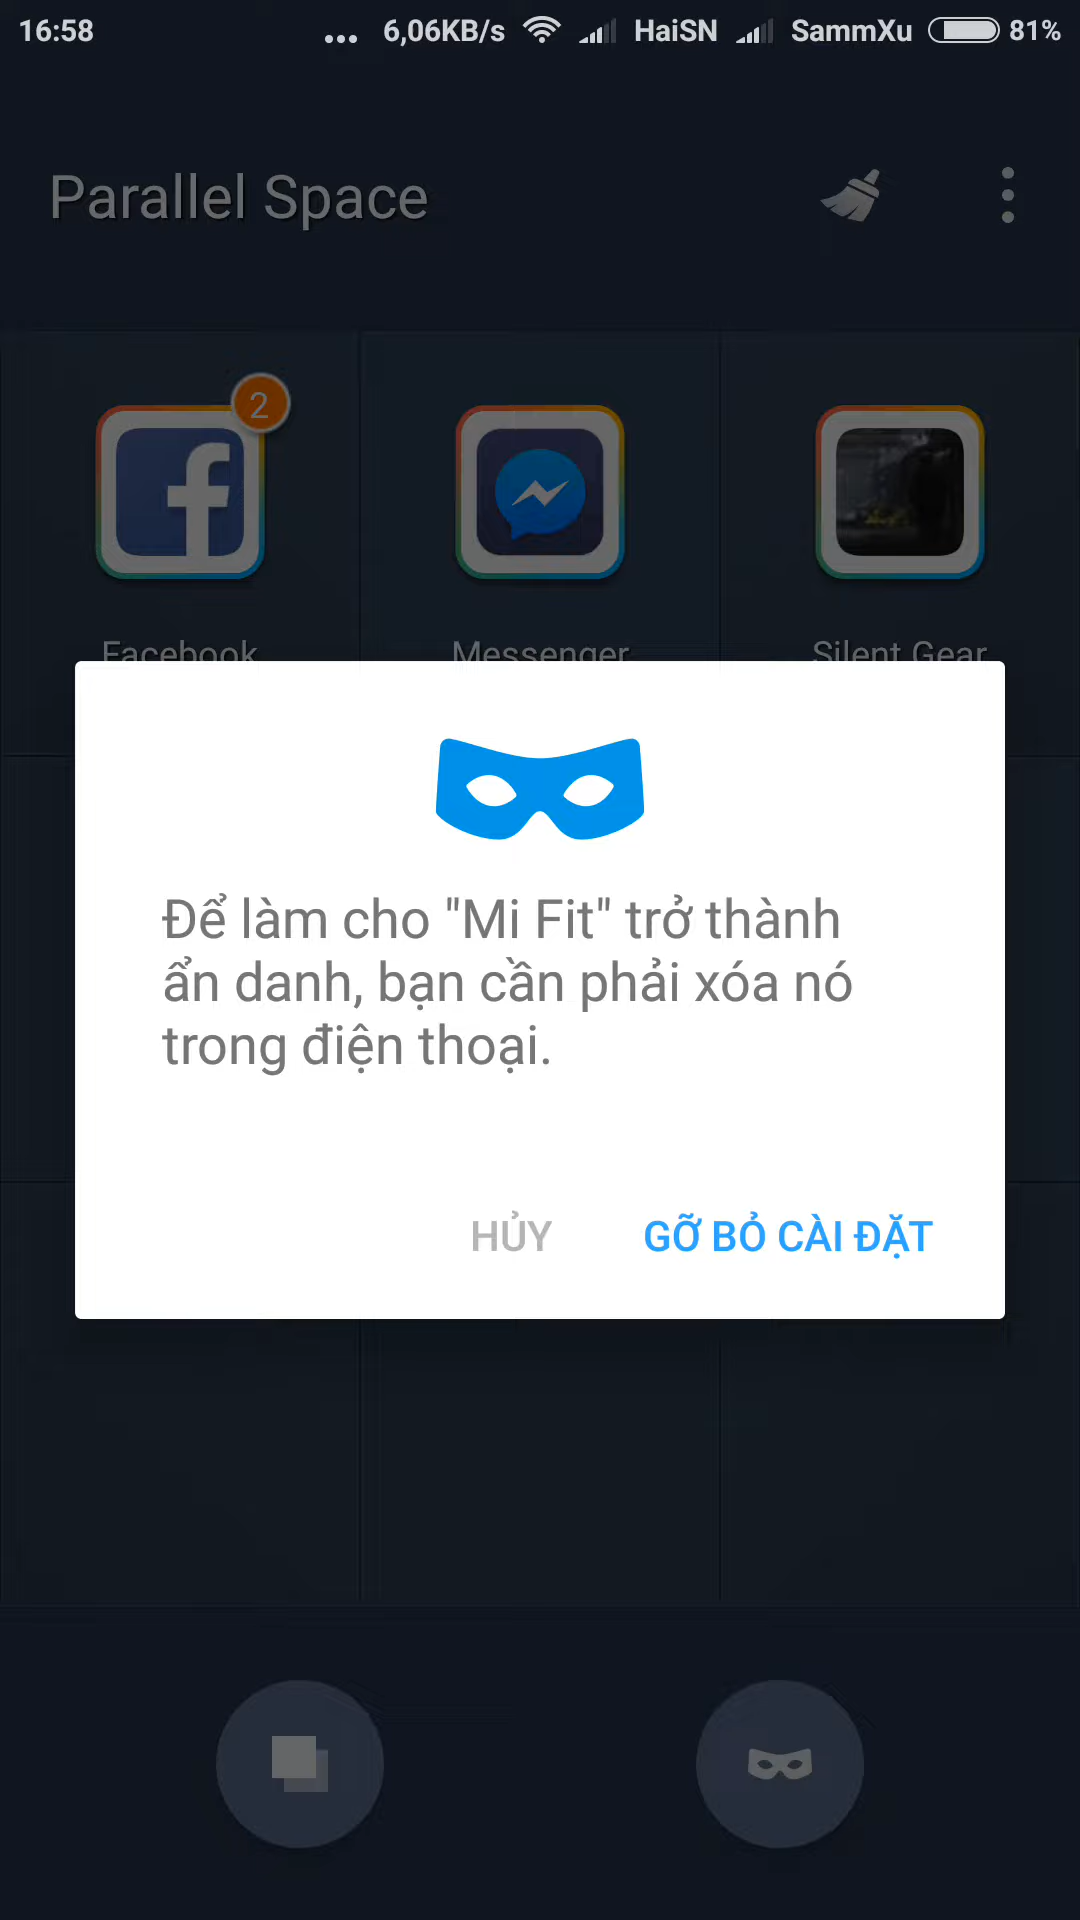 16:58 ... 6,06KB/s HaiSN SammXu 81%
Parallel Space
2
Facebook Messenger Silent Gear
Để làm cho "Mi Fit" trở thành
ẩn danh, bạn cần phải xóa nó
trong điện thoại.
HỦY GỠ BỎ CÀI ĐẶT